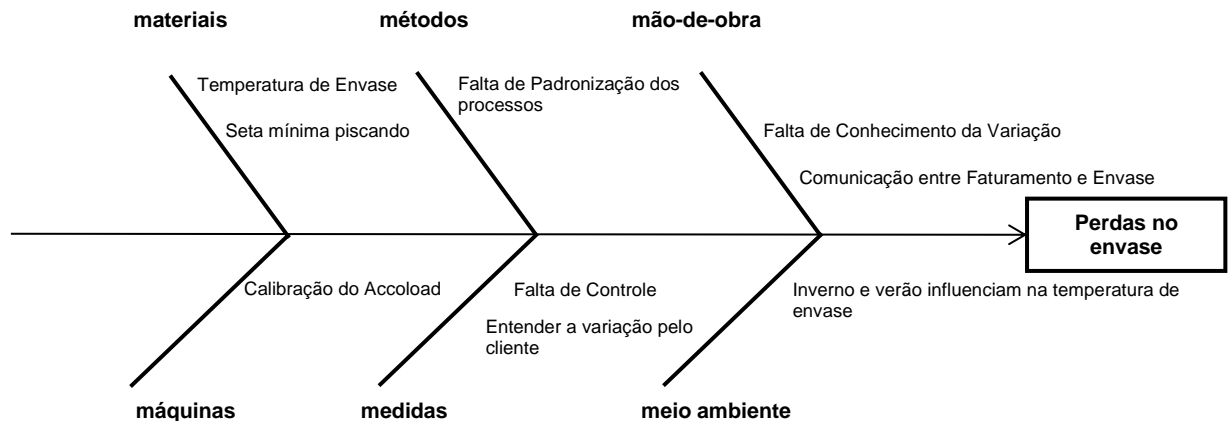 materiais
métodos
mão-de-obra
Temperatura de Envase
Seta mínima piscando
Falta de Padronização dos
processos
Falta de Conhecimento da Variação
Comunicação entre Faturamento e Envase
Perdas no
envase
Calibração do Accoload
Falta de Controle
Entender a variação pelo
cliente
Inverno e verão influenciam na temperatura de
envase
máquinas
medidas
meio ambiente